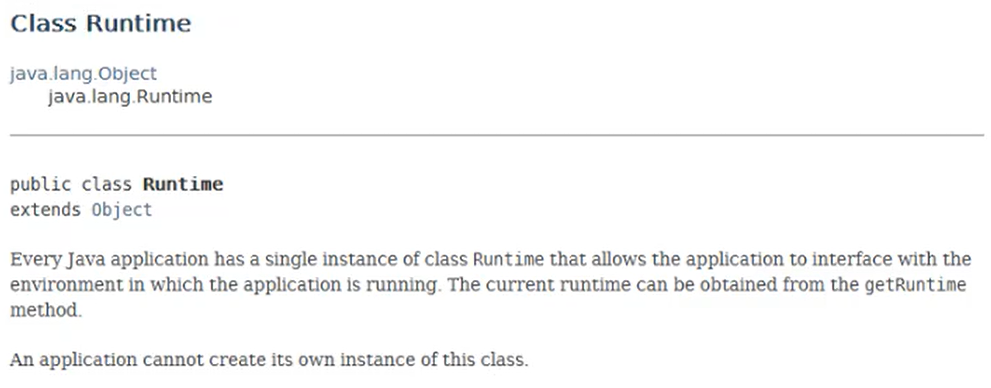 Class Runtime
java.lang.Object
java.lang.Runtime
public class Runtime
extends Object
Every Java application has a single instance of class Runtime that allows the application to interface with the
environment in which the application is running. The current runtime can be obtained from the getRuntime
method.
An application cannot create its own instance of this class.